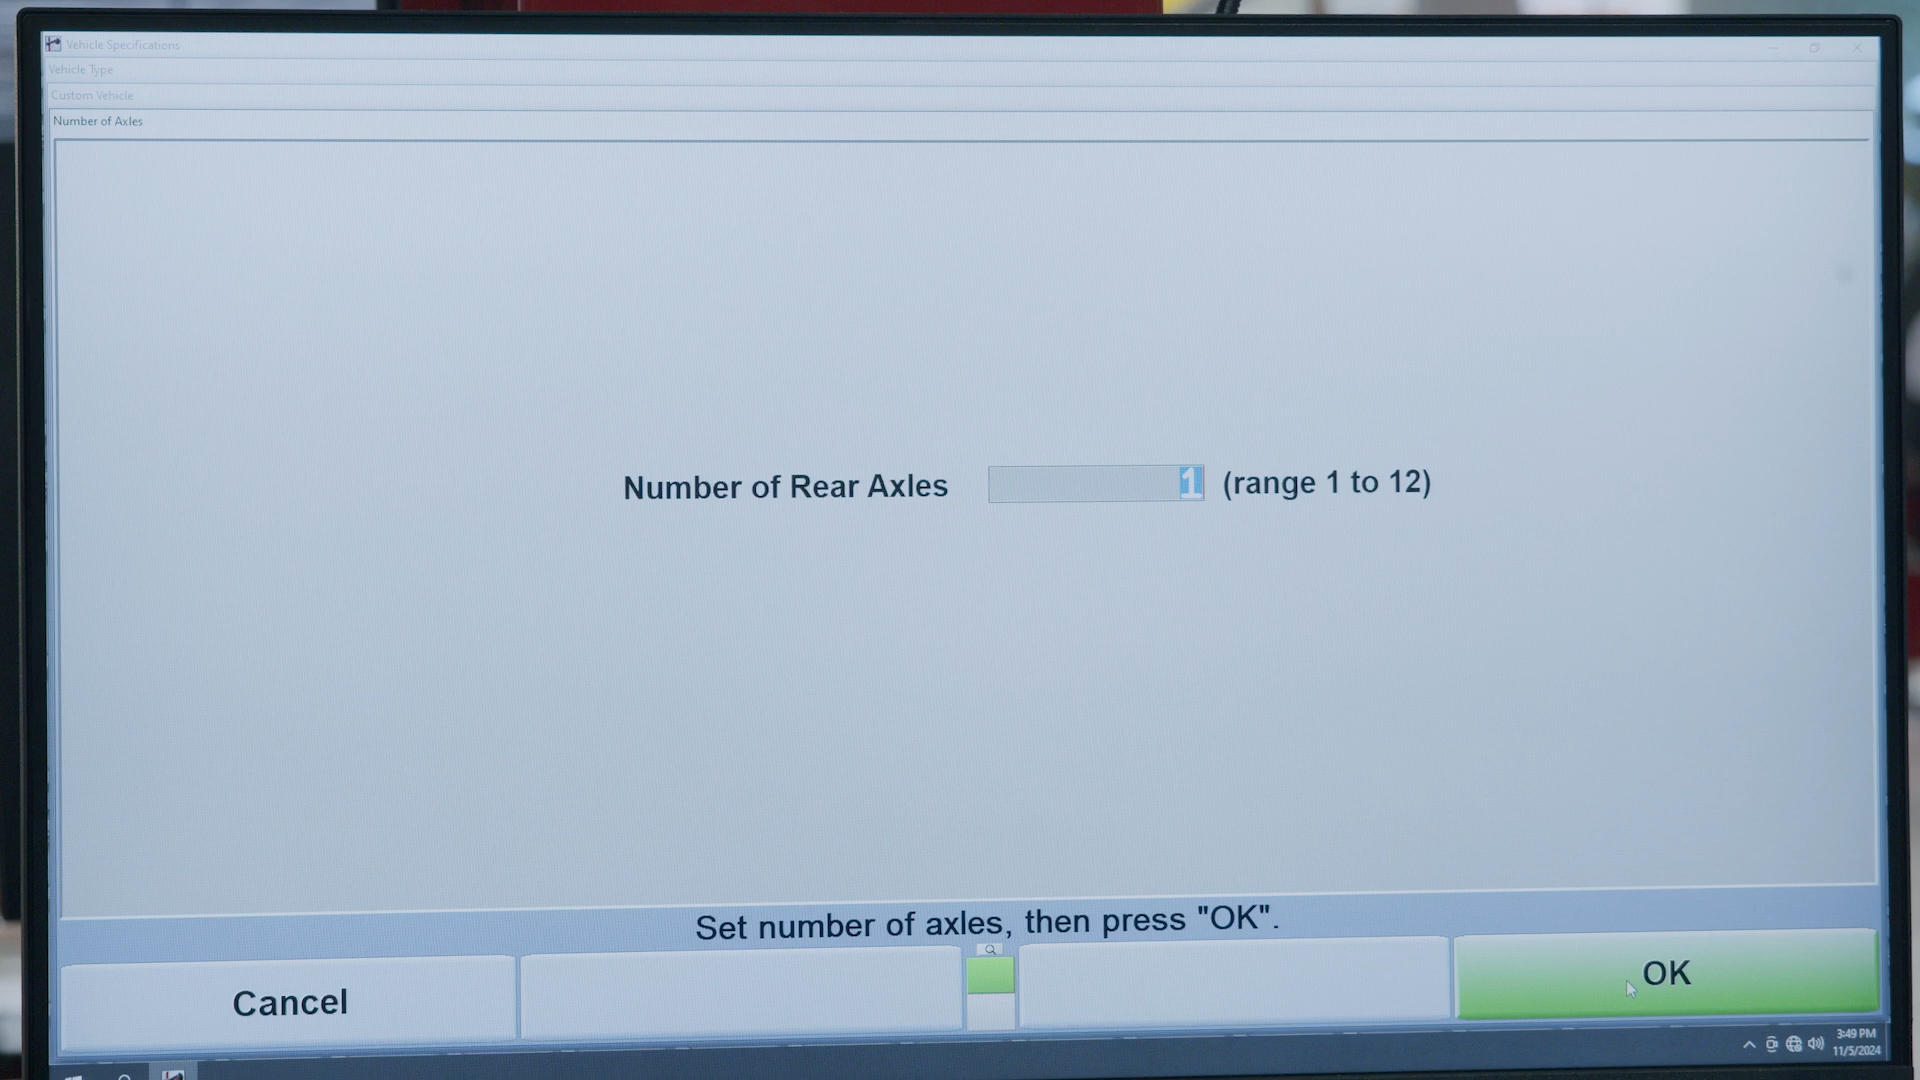 Vehicle Specifications
Vehicle Type
Custom Vehicle
Number of Axles
Number of Rear Axles 1 (range 1 to 12)
Set number of axles, then press "OK".
Cancel
OK
3:49 PM
11/5/2024